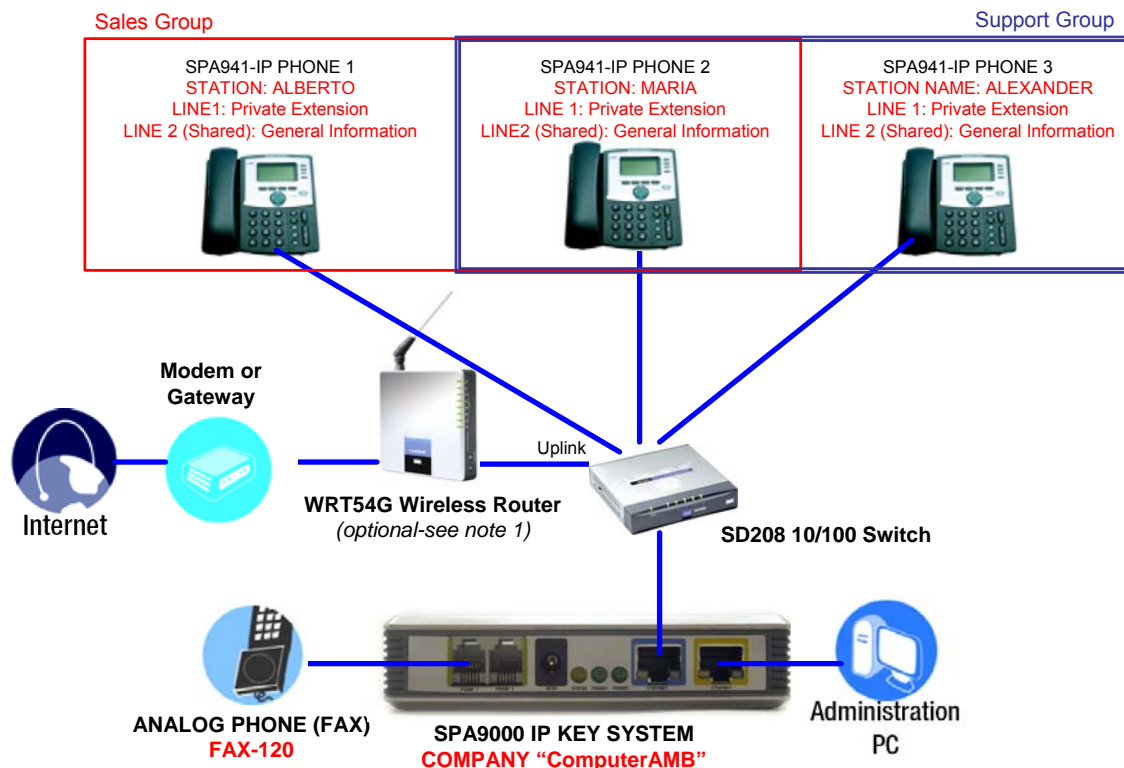 Sales Group
Support Group
SPA941-IP PHONE 1
STATION: ALBERTO
LINE1: Private Extension
LINE 2 (Shared): General Information
SPA941-IP PHONE 2
STATION: MARIA
LINE 1: Private Extension
LINE2 (Shared): General Information
SPA941-IP PHONE 3
STATION NAME: ALEXANDER
LINE 1: Private Extension
LINE 2 (Shared): General Information
Modem or
Gateway
Internet
Uplink
WRT54G Wireless Router
(optional-see note 1)
SD208 10/100 Switch
ANALOG PHONE (FAX)
FAX-120
PHONE 1
PHONE 2
SPA9000 IP KEY SYSTEM
COMPANY “ComputerAMB”
Administration
PC